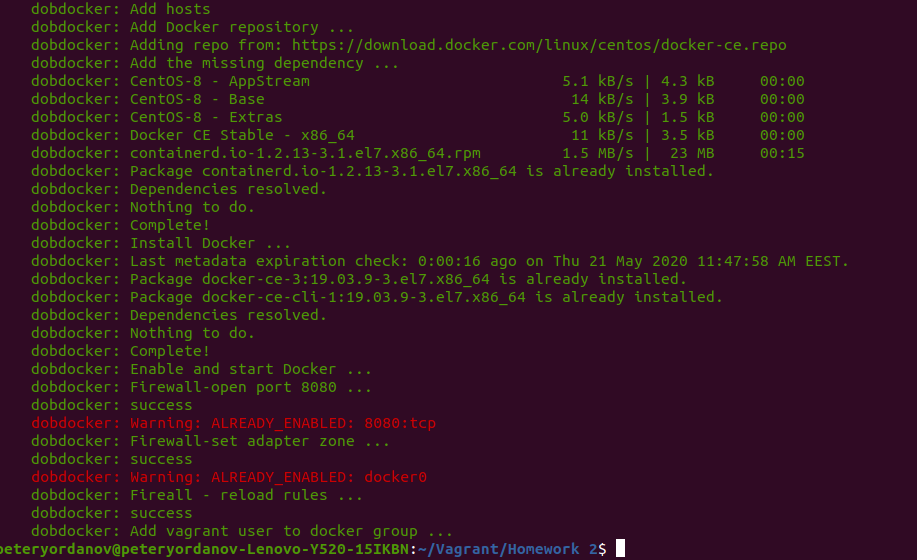 dobdocker: Add hosts
dobdocker: Add Docker repository ...
dobdocker: Adding repo from: https://download.docker.com/linux/centos/docker-ce.repo
dobdocker: Add the missing dependency ...
dobdocker: CentOS-8 - AppStream 5.1 kB/s | 4.3 kB 00:00
dobdocker: CentOS-8 - Base 14 kB/s | 3.9 kB 00:00
dobdocker: CentOS-8 - Extras 5.0 kB/s | 1.5 kB 00:00
dobdocker: Docker CE Stable - x86_64 11 kB/s | 3.5 kB 00:00
dobdocker: containerd.io-1.2.13-3.1.el7.x86_64.rpm 1.5 MB/s | 23 MB 00:15
dobdocker: Package containerd.io-1.2.13-3.1.el7.x86_64 is already installed.
dobdocker: Dependencies resolved.
dobdocker: Nothing to do.
dobdocker: Complete!
dobdocker: Install Docker ...
dobdocker: Last metadata expiration check: 0:00:16 ago on Thu 21 May 2020 11:47:58 AM EEST.
dobdocker: Package docker-ce-3:19.03.9-3.el7.x86_64 is already installed.
dobdocker: Package docker-ce-cli-1:19.03.9-3.el7.x86_64 is already installed.
dobdocker: Dependencies resolved.
dobdocker: Nothing to do.
dobdocker: Complete!
dobdocker: Enable and start Docker ...
dobdocker: Firewall-open port 8080 ...
dobdocker: success
dobdocker: Warning: ALREADY_ENABLED: 8080:tcp
dobdocker: Firewall-set adapter zone ...
dobdocker: success
dobdocker: Warning: ALREADY_ENABLED: docker0
dobdocker: Fireall - reload rules ...
dobdocker: success
dobdocker: Add vagrant user to docker group ...
peteryordanov@peteryordanov-Lenovo-Y520-15IKBN:~/Vagrant/Homework 2$